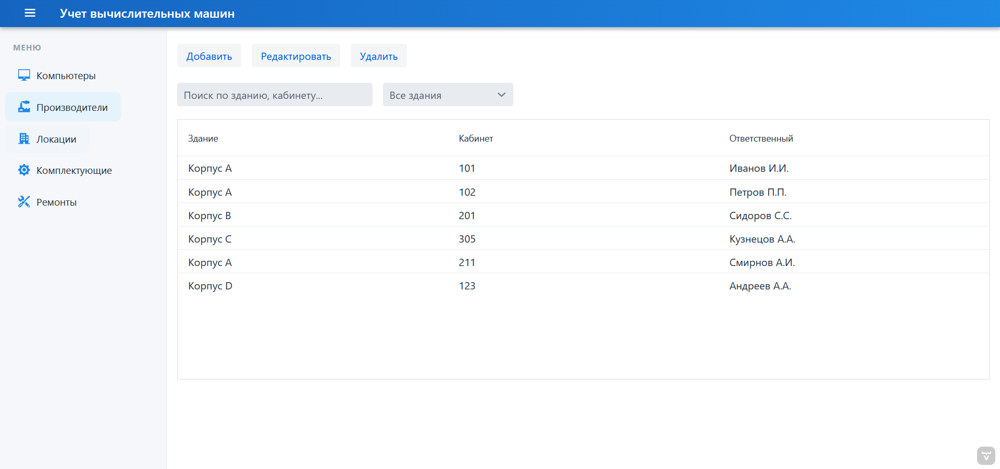 Учет вычислительных машин
МЕНЮ
Компьютеры
Производители
Локации
Комплектующие
Ремонты
Добавить Редактировать Удалить
Поиск по зданию, кабинету... Все здания
Здание Кабинет Ответственный
Корпус A 101 Иванов И.И.
Корпус A 102 Петров П.П.
Корпус B 201 Сидоров С.С.
Корпус C 305 Кузнецов А.А.
Корпус A 211 Смирнов А.И.
Корпус D 123 Андреев А.А.